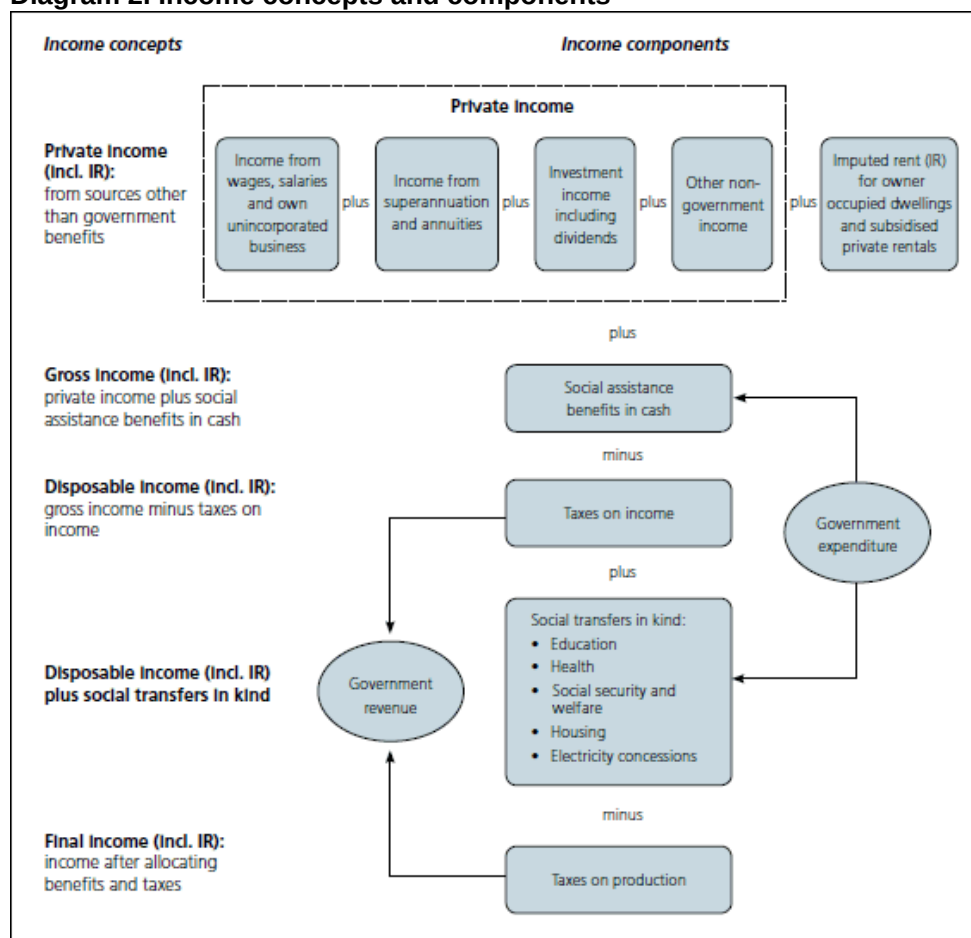 Diagram 2: Income concepts and components
Income concepts
Income components
Private income
Private income
(incl. IR):
from sources other
than government
benefits
Income from
wages, salaries
and own
unincorporated
business
plus
Income from
superannuation
and annuities
plus
Investment
income
including
dividends
plus
Other non-
government
income
plus
Imputed rent (IR)
for owner
occupied dwellings
and subsidised
private rentals
plus
Gross income (incl. IR):
private income plus social
assistance benefits in cash
Social assistance
benefits in cash
minus
Disposable income (incl. IR):
gross income minus taxes on
income
Taxes on income
Government
expenditure
plus
Disposable income (incl. IR)
plus social transfers in kind
Government
revenue
Social transfers in kind:
• Education
• Health
• Social security and
welfare
• Housing
• Electricity concessions
minus
Final income (incl. IR):
income after allocating
benefits and taxes
Taxes on production